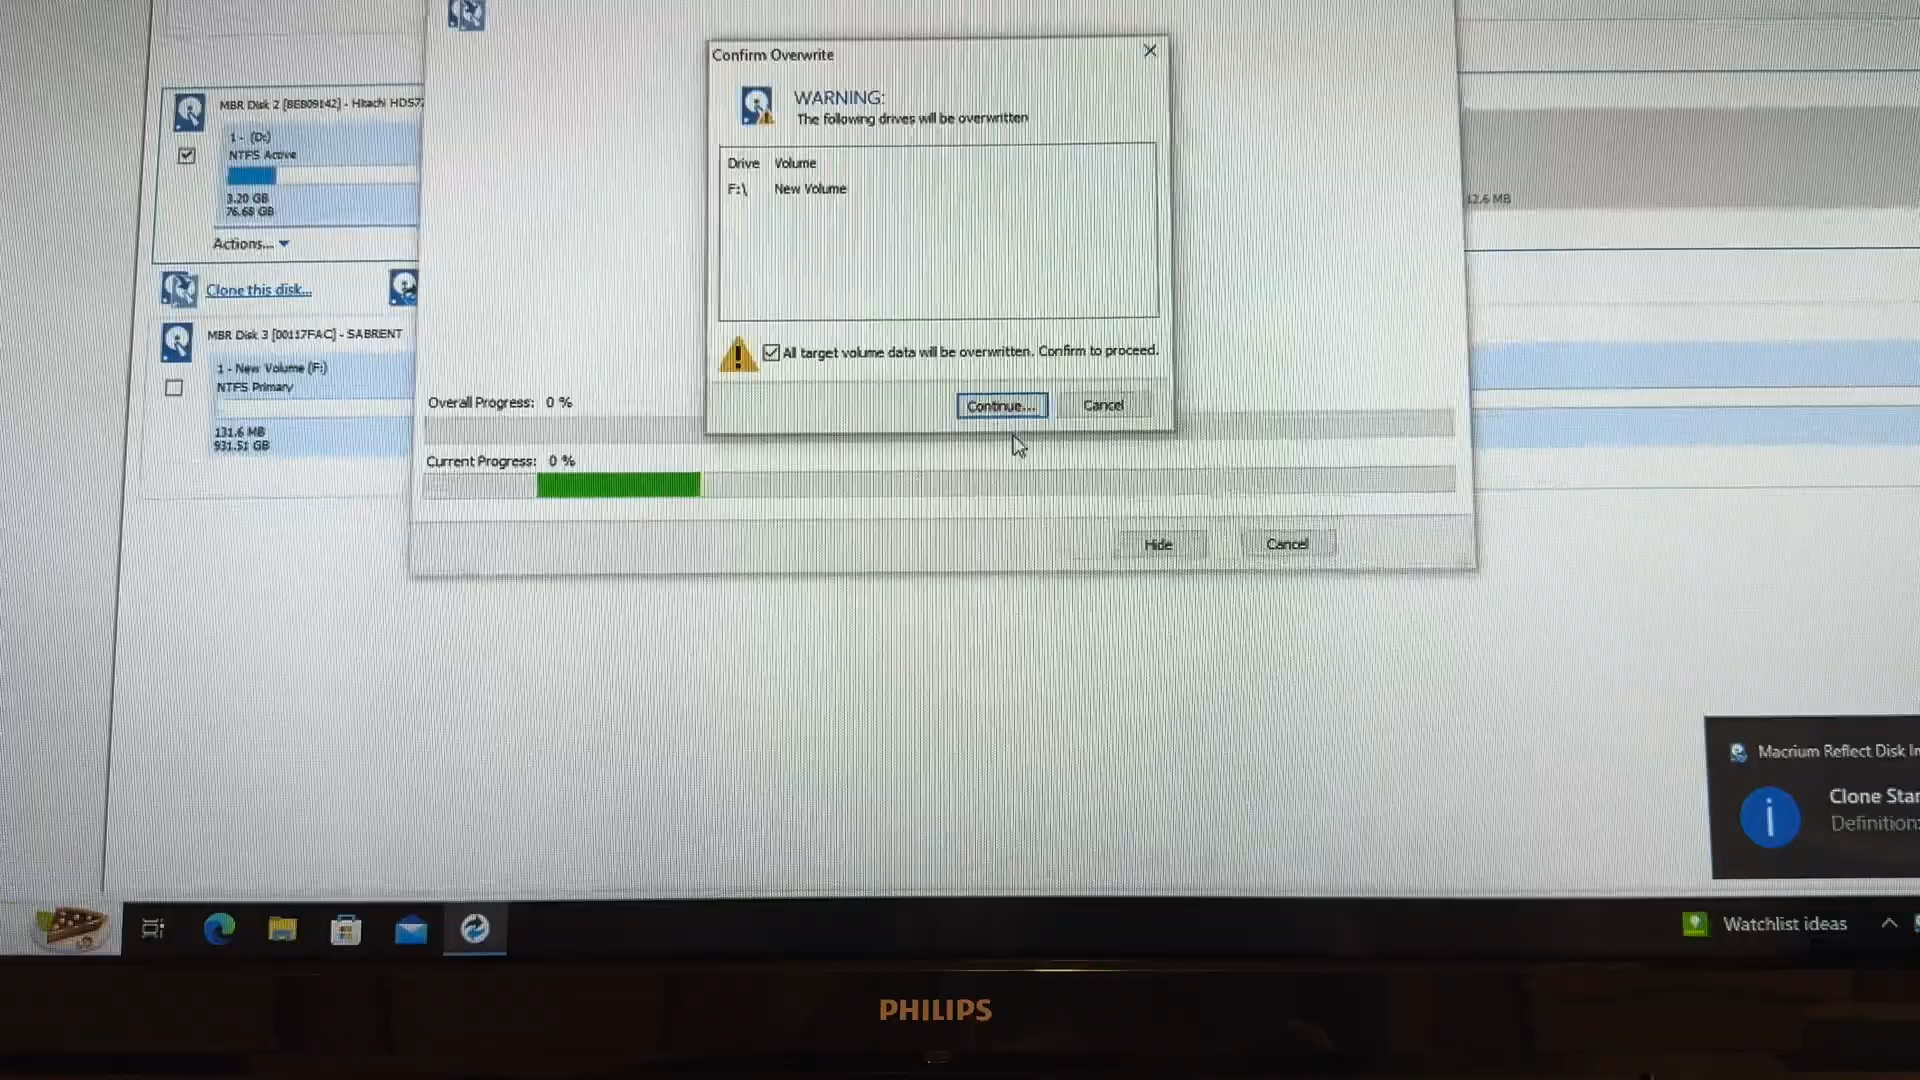 Confirm Overwrite
WARNING:
The following drives will be overwritten
Drive Volume
F:\ New Volume
All target volume data will be overwritten. Confirm to proceed.
Continue... Cancel
MBR Disk 2 [8EB09142] - Hitachi HDS72
1 - (D:)
NTFS Active
3.20 GB
76.68 GB
Actions...
Clone this disk...
MBR Disk 3 [00117FAC] - SABRENT
1 - New Volume (F:)
NTFS Primary
131.6 MB
931.51 GB
Overall Progress: 0 %
Current Progress: 0 %
Hide Cancel
12.6 MB
Macrium Reflect Disk Im
Clone Star
Definition:
Watchlist ideas
PHILIPS